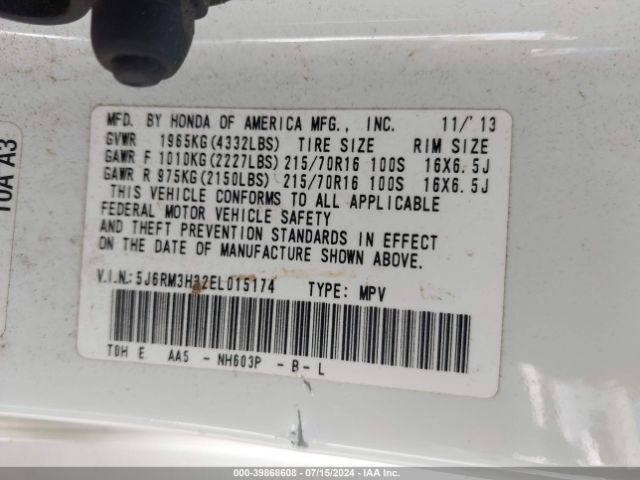 MFD. BY HONDA OF AMERICA MFG., INC. 11/'13
GVWR 1965KG(4332LBS) TIRE SIZE RIM SIZE
GAWR F 1010KG(2227LBS) 215/70R16 100S 16X6.5J
GAWR R 975KG(2150LBS) 215/70R16 100S 16X6.5J
THIS VEHICLE CONFORMS TO ALL APPLICABLE
FEDERAL MOTOR VEHICLE SAFETY
AND THEFT PREVENTION STANDARDS IN EFFECT
ON THE DATE OF MANUFACTURE SHOWN ABOVE.
V.I.N:5J6RM3H32EL015174 TYPE: MPV
TOH E AA5 - NH603P - B - L
10A A3
000-39868608 - 07/15/2024 - IAAI.COM